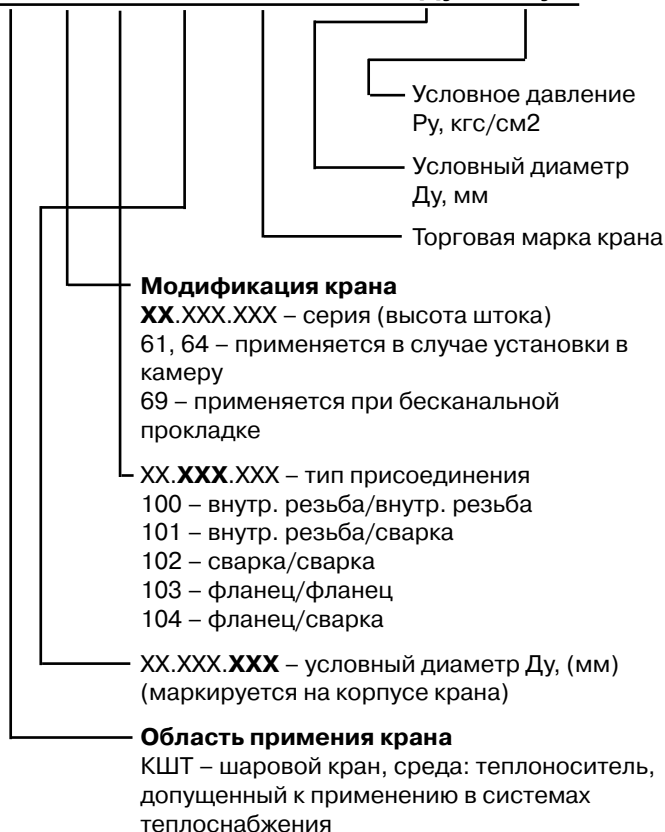 Условное давление
Ру, кгс/см2
Условный диаметр
Ду, мм
Торговая марка крана
Модификация крана
XX.XXX.XXX – серия (высота штока)
61, 64 – применяется в случае установки в
камеру
69 – применяется при бесканальной
прокладке
XX.XXX.XXX – тип присоединения
100 – внутр. резьба/внутр. резьба
101 – внутр. резьба/сварка
102 – сварка/сварка
103 – фланец/фланец
104 – фланец/сварка
XX.XXX.XXX – условный диаметр Ду, (мм)
(маркируется на корпусе крана)
Область примения крана
КШТ – шаровой кран, среда: теплоноситель,
допущенный к применению в системах
теплоснабжения